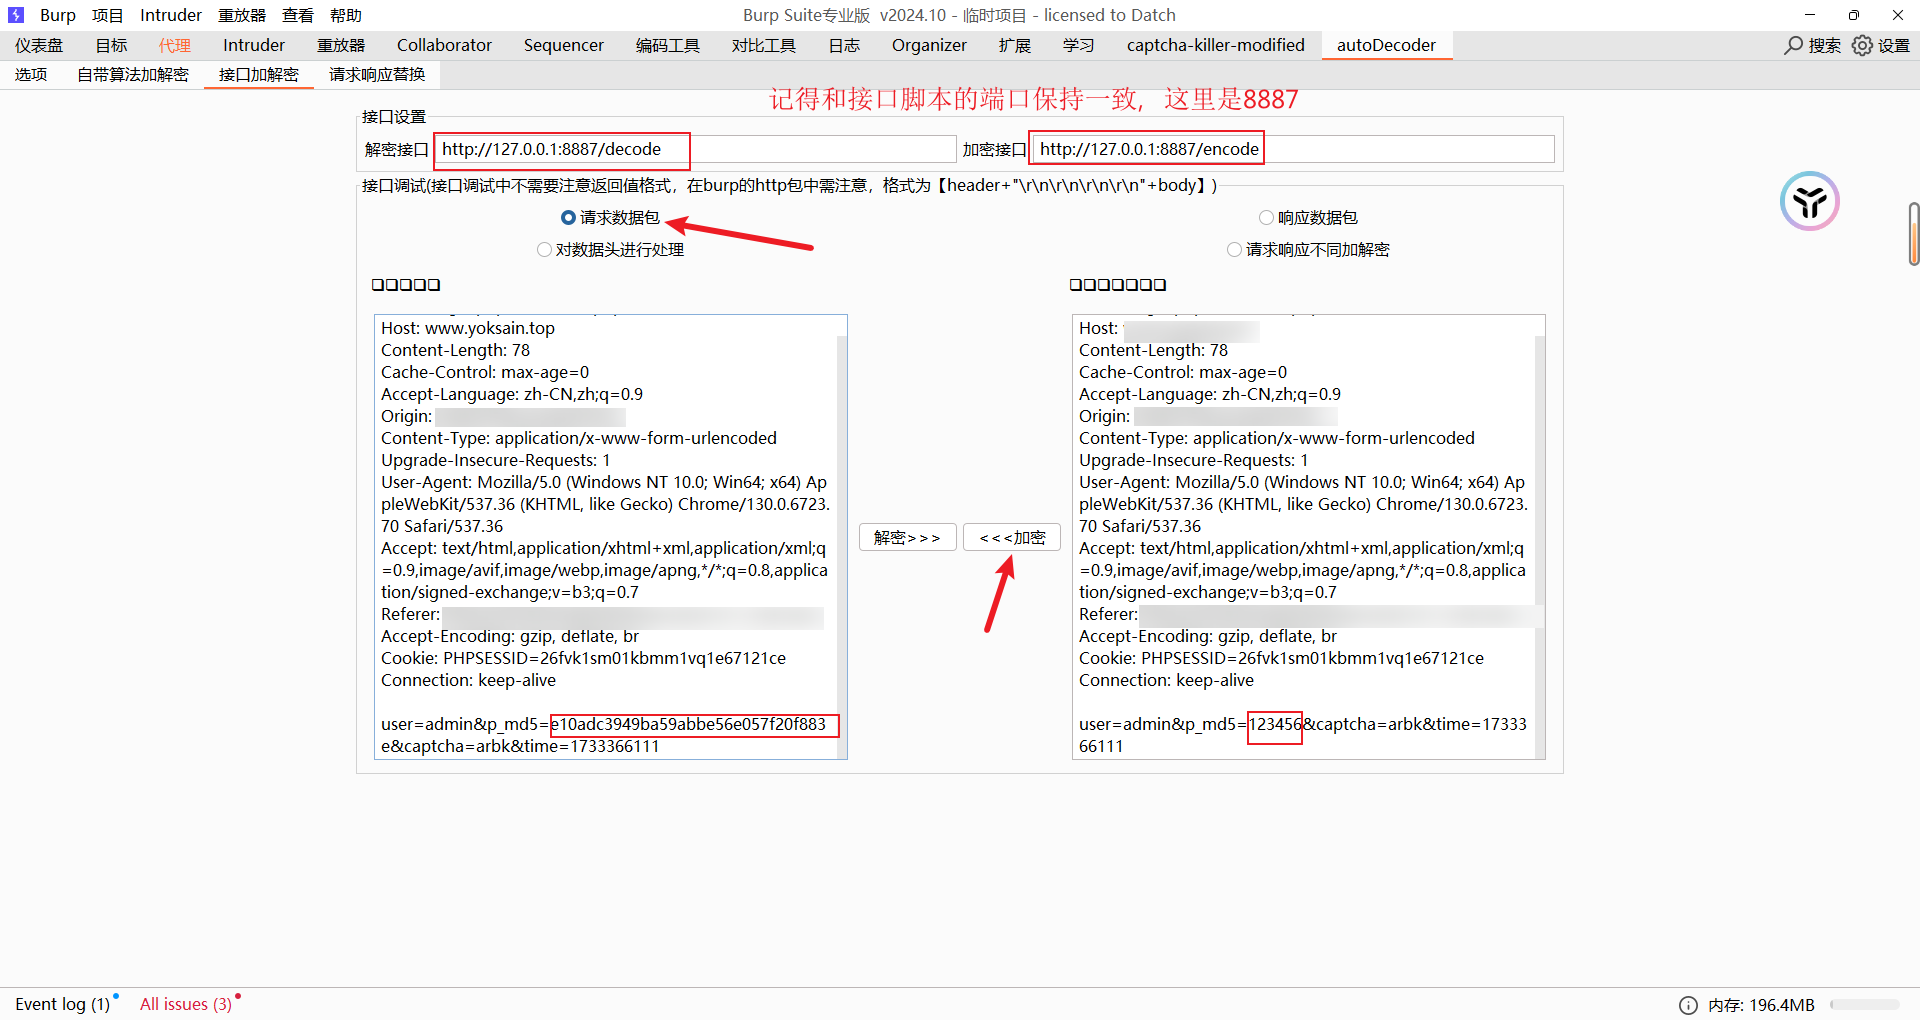 Burp 项目 Intruder 重放器 查看 帮助
Burp Suite专业版 v2024.10 - 临时项目 - licensed to Datch
仪表盘 目标 代理 Intruder 重放器 Collaborator Sequencer 编码工具 对比工具 日志 Organizer 扩展 学习 captcha-killer-modified autoDecoder 搜索 设置
选项 自带算法加解密 接口加解密 请求响应替换
记得和接口脚本的端口保持一致，这里是8887
接口设置
解密接口 http://127.0.0.1:8887/decode 加密接口 http://127.0.0.1:8887/encode
接口调试(接口调试中不需要注意返回值格式，在burp的http包中需注意，格式为【header+"\r\n\r\n\r\n\r\n"+body】)
请求数据包 响应数据包
对数据头进行处理 请求响应不同加解密
Host: www.yoksain.top
Content-Length: 78
Cache-Control: max-age=0
Accept-Language: zh-CN,zh;q=0.9
Origin:
Content-Type: application/x-www-form-urlencoded
Upgrade-Insecure-Requests: 1
User-Agent: Mozilla/5.0 (Windows NT 10.0; Win64; x64) Ap
pleWebKit/537.36 (KHTML, like Gecko) Chrome/130.0.6723.
70 Safari/537.36
Accept: text/html,application/xhtml+xml,application/xml;q
=0.9,image/avif,image/webp,image/apng,*/*;q=0.8,applica
tion/signed-exchange;v=b3;q=0.7
Referer:
Accept-Encoding: gzip, deflate, br
Cookie: PHPSESSID=26fvk1sm01kbmm1vq1e67121ce
Connection: keep-alive
user=admin&p_md5=e10adc3949ba59abbe56e057f20f883
e&captcha=arbk&time=1733366111
解密>>> <<<加密
Host:
Content-Length: 78
Cache-Control: max-age=0
Accept-Language: zh-CN,zh;q=0.9
Origin:
Content-Type: application/x-www-form-urlencoded
Upgrade-Insecure-Requests: 1
User-Agent: Mozilla/5.0 (Windows NT 10.0; Win64; x64) Ap
pleWebKit/537.36 (KHTML, like Gecko) Chrome/130.0.6723.
70 Safari/537.36
Accept: text/html,application/xhtml+xml,application/xml;q
=0.9,image/avif,image/webp,image/apng,*/*;q=0.8,applica
tion/signed-exchange;v=b3;q=0.7
Referer:
Accept-Encoding: gzip, deflate, br
Cookie: PHPSESSID=26fvk1sm01kbmm1vq1e67121ce
Connection: keep-alive
user=admin&p_md5=123456&captcha=arbk&time=17333
66111
Event log (1) All issues (3) 内存: 196.4MB